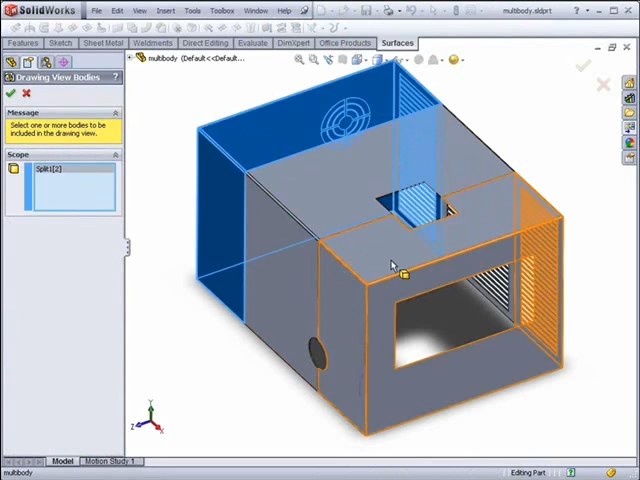 SolidWorks File Edit View Insert Tools Toolbox Window Help multibody.sldprt
Features Sketch Sheet Metal Weldments Direct Editing Evaluate DimXpert Office Products Surfaces
multibody (Default<<Default...
Drawing View Bodies ?
Message
Select one or more bodies to be included in the drawing view.
Scope
Split1[2]
Y
Z
X
Model Motion Study 1
multibody Editing Part